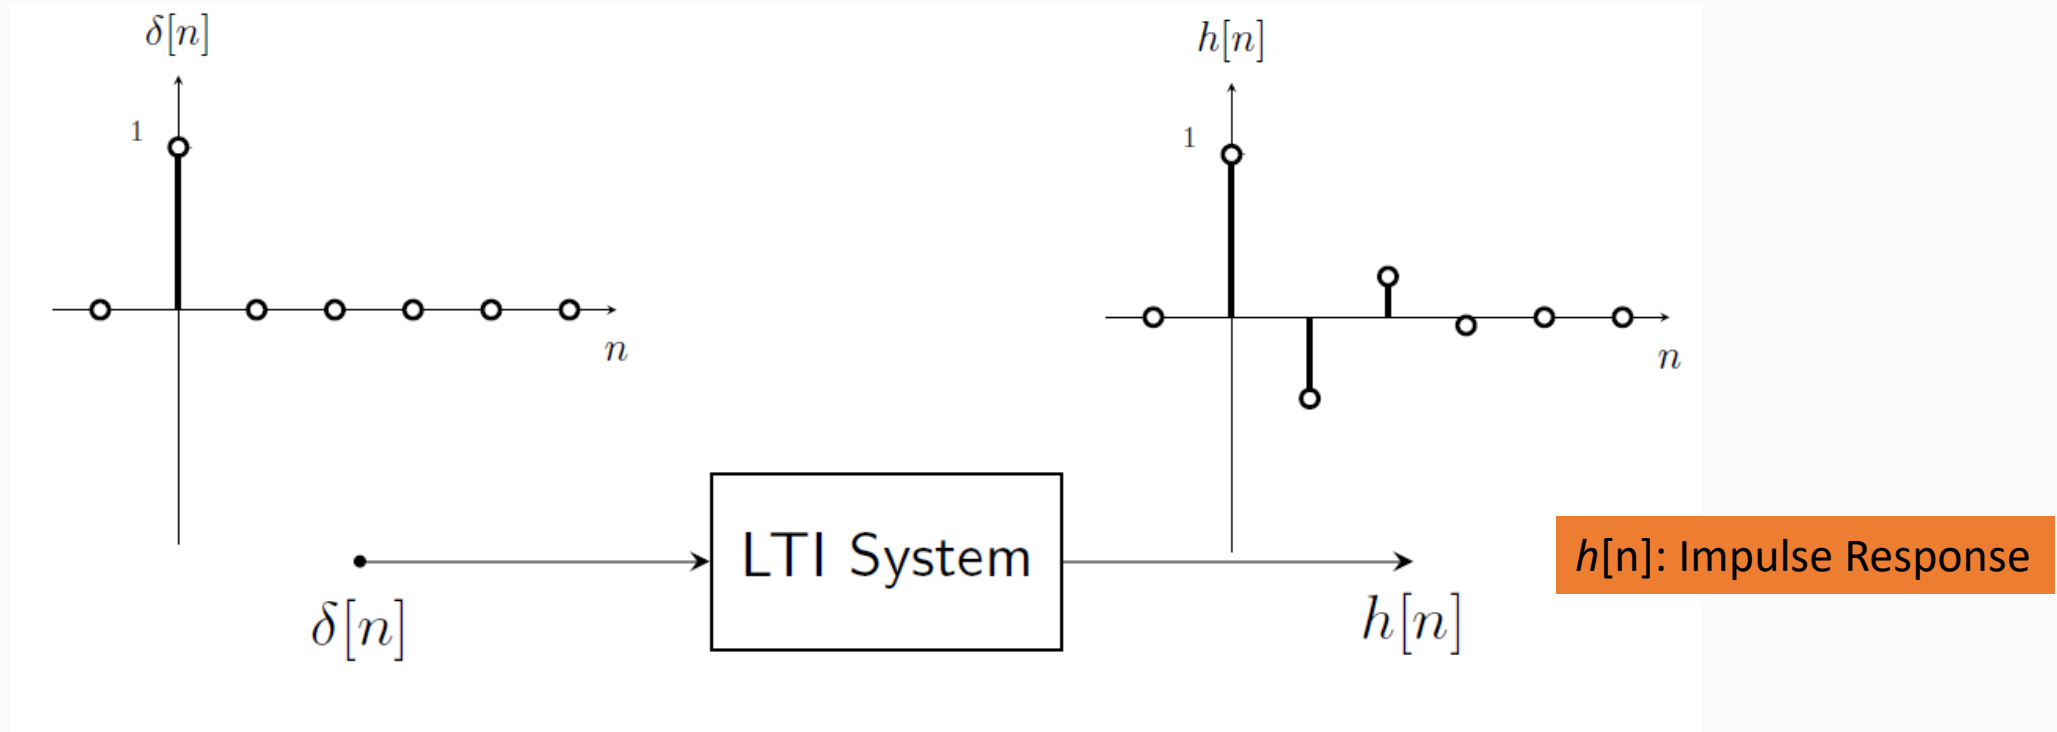 δ[n]
1
n
h[n]
1
n
LTI System
δ[n]
h[n]
h[n]: Impulse Response